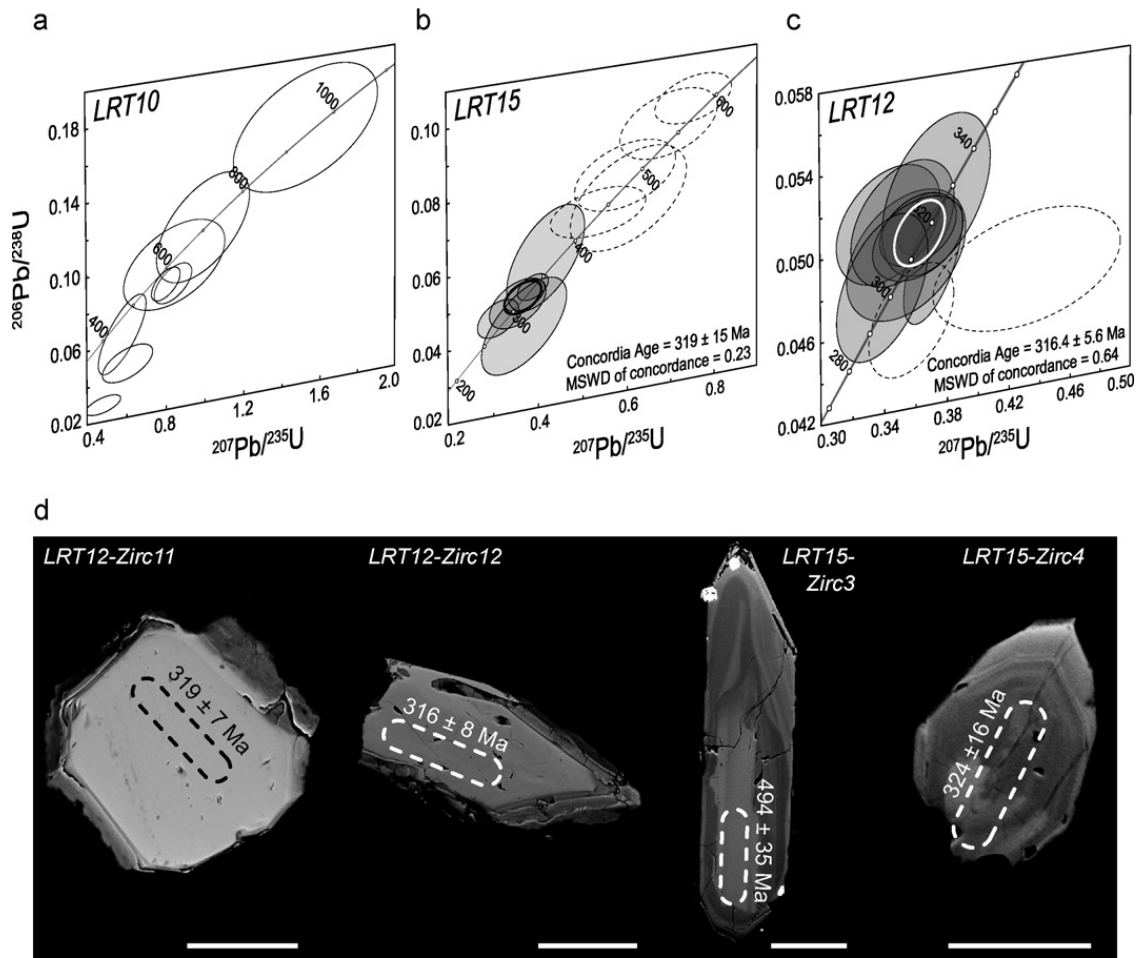 a
LRT10
0.18
0.14
0.10
0.06
0.02
400
600
800
1000
0.4
1.2
1.6
2.0
²⁰⁶Pb/²³⁸U
²⁰⁷Pb/²³⁵U
b
LRT15
0.10
0.08
0.06
0.04
0.02
200
300
400
500
600
Concordia Age = 319 ± 15 Ma
MSWD of concordance = 0.23
0.2
0.4
0.6
0.8
²⁰⁷Pb/²³⁵U
c
LRT12
0.058
0.054
0.050
0.046
0.042
280
300
320
340
Concordia Age = 316.4 ± 5.6 Ma
MSWD of concordance = 0.64
0.30
0.34
0.38
0.42
0.46
0.50
²⁰⁷Pb/²³⁵U
d
LRT12-Zirc11
319 ± 7 Ma
LRT12-Zirc12
316 ± 8 Ma
LRT15-
Zirc3
494 ± 35 Ma
LRT15-Zirc4
324 ±16 Ma